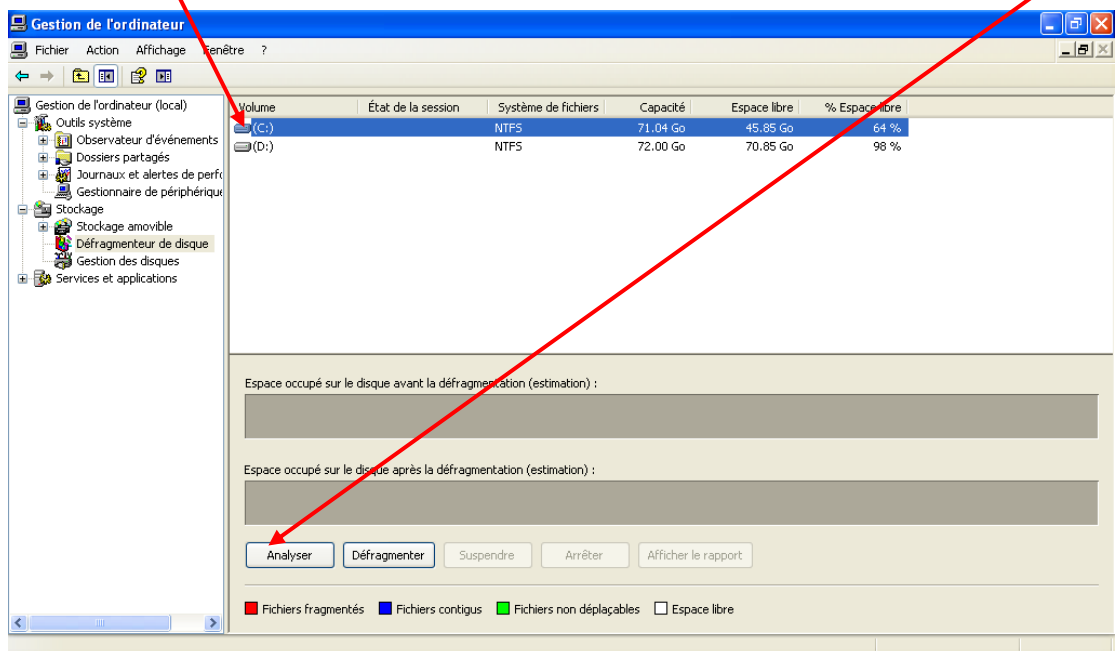 Gestion de l'ordinateur
Fichier Action Affichage Fenêtre ?
Gestion de l'ordinateur (local)
Outils système
Observateur d'événements
Dossiers partagés
Journaux et alertes de perfo
Gestionnaire de périphérique
Stockage
Stockage amovible
Défragmenteur de disque
Gestion des disques
Services et applications
Volume État de la session Système de fichiers Capacité Espace libre % Espace libre
(C:) NTFS 71.04 Go 45.85 Go 64 %
(D:) NTFS 72.00 Go 70.85 Go 98 %
Espace occupé sur le disque avant la défragmentation (estimation) :
Espace occupé sur le disque après la défragmentation (estimation) :
Analyser Défragmenter Suspendre Arrêter Afficher le rapport
Fichiers fragmentés Fichiers contigus Fichiers non déplaçables Espace libre